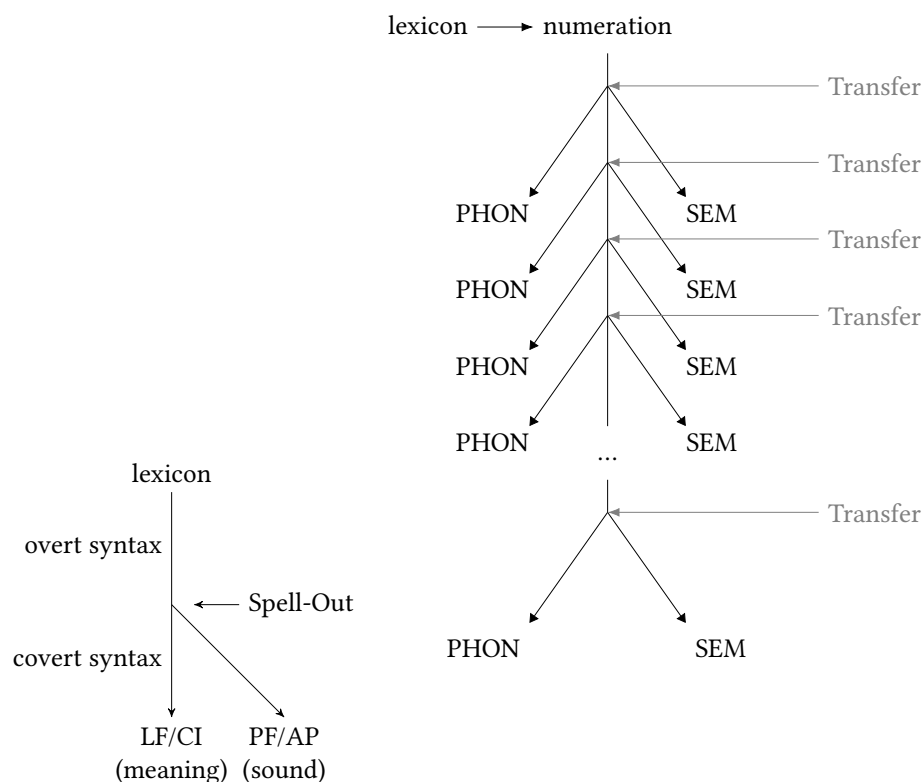 lexicon numeration
Transfer
Transfer
PHON SEM
Transfer
PHON SEM
Transfer
PHON SEM
PHON SEM
...
lexicon
Transfer
overt syntax
Spell-Out
PHON SEM
covert syntax
LF/CI PF/AP
(meaning) (sound)